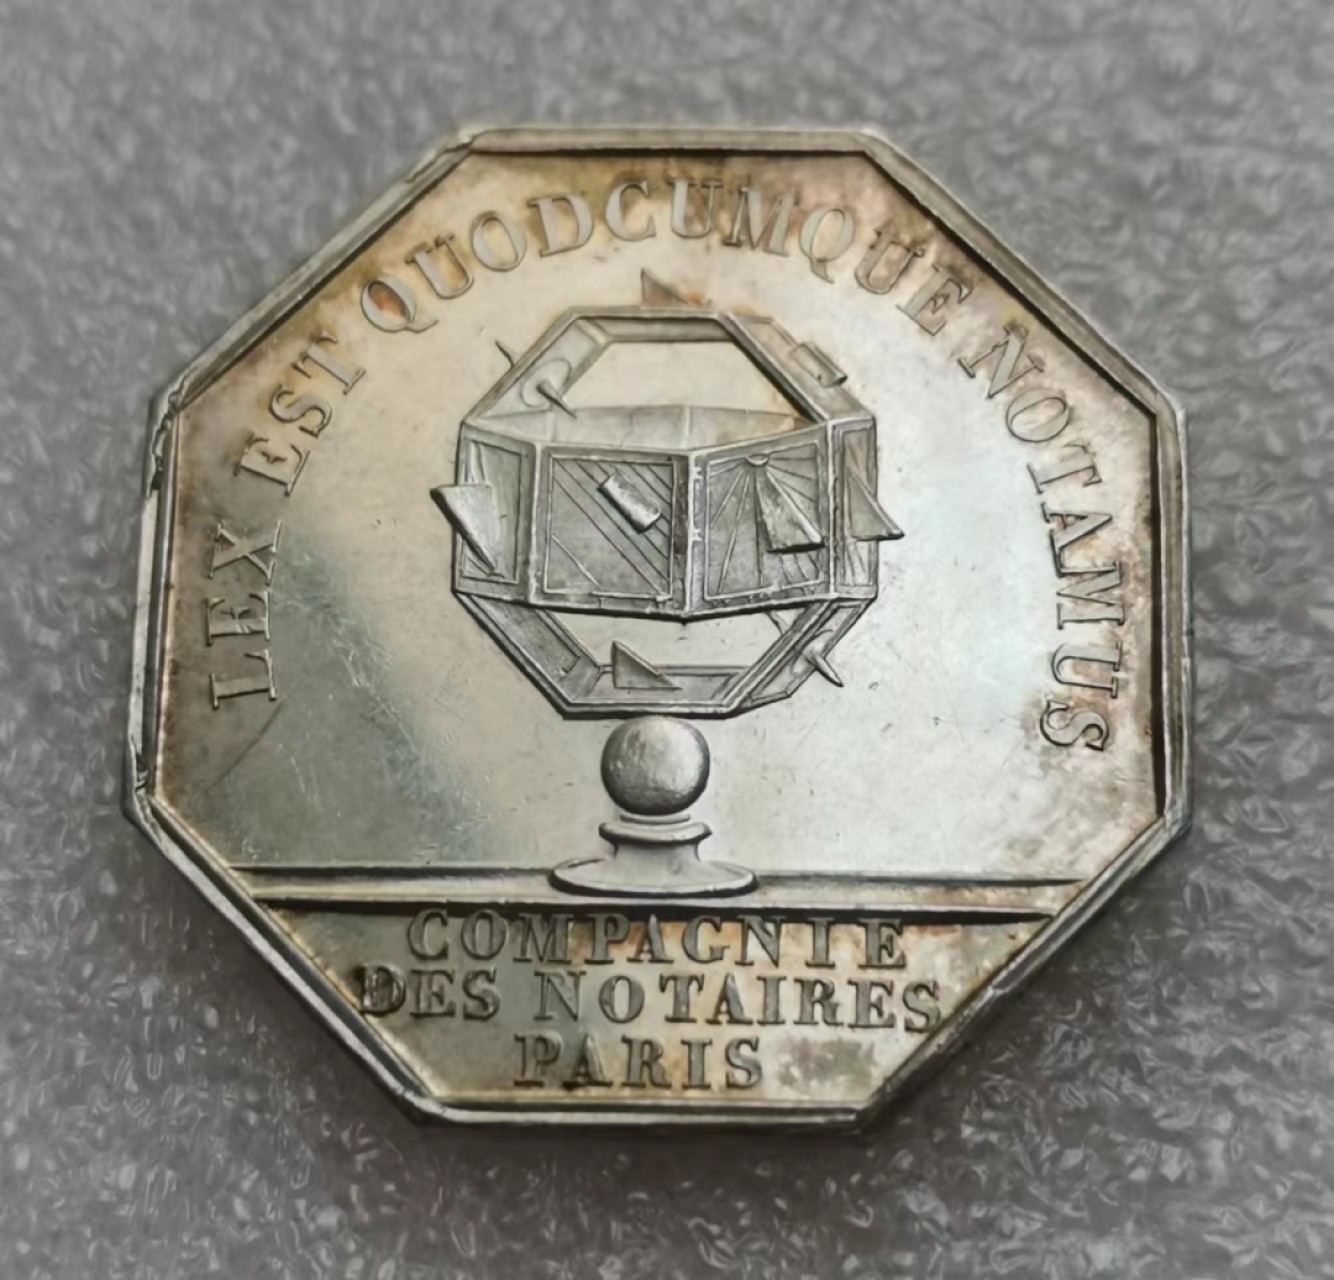 LEX EST QUODCUMQUE NOTAMUS
COMPAGNIE
DES NOTAIRES
PARIS